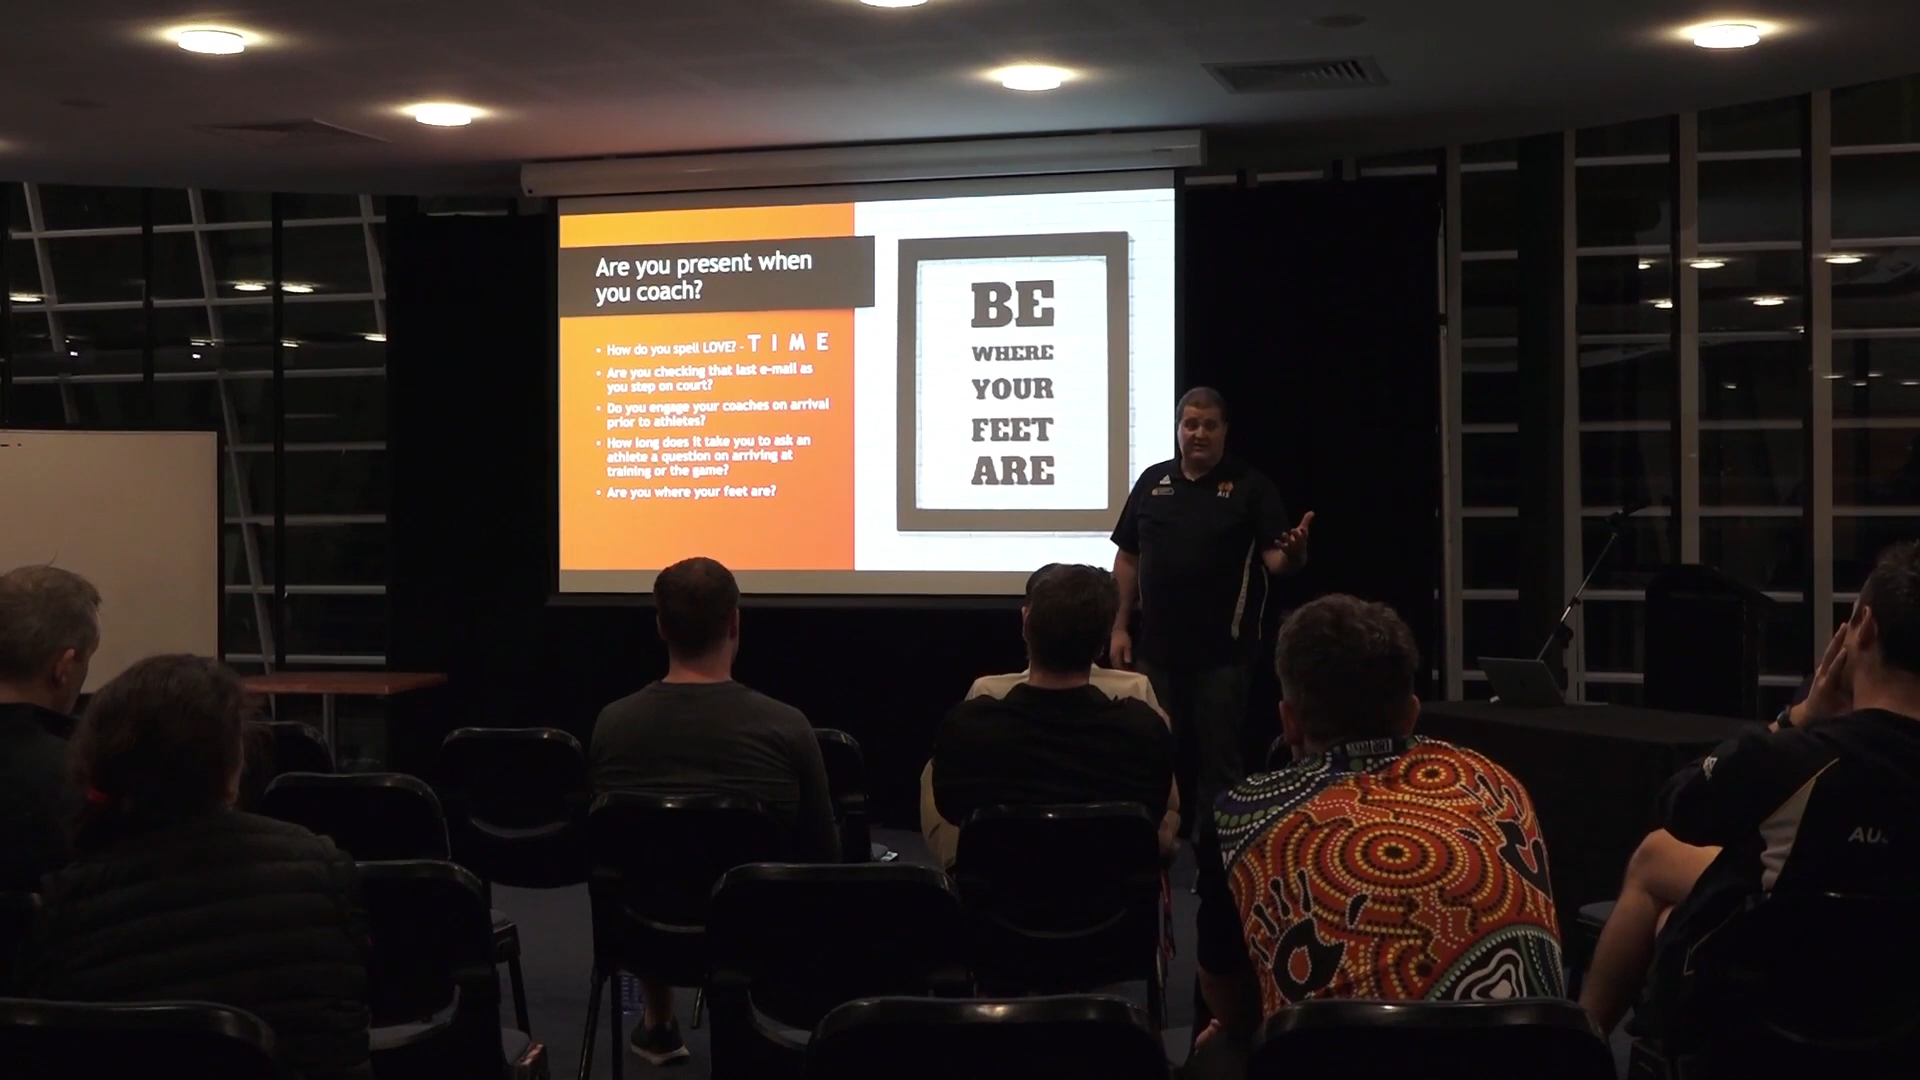 Are you present when
you coach?
• How do you spell LOVE? - T I M E
• Are you checking that last e-mail as
you step on court?
• Do you engage your coaches on arrival
prior to athletes?
• How long does it take you to ask an
athlete a question on arriving at
training or the game?
• Are you where your feet are?
BE
WHERE
YOUR
FEET
ARE
AIS
AU